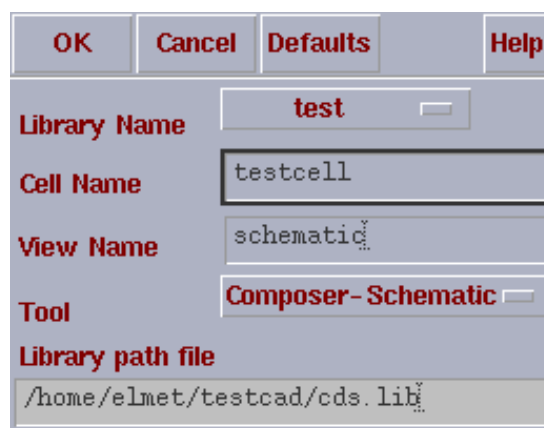 OK Cancel Defaults Help
Library Name test
Cell Name testcell
View Name schematic
Tool Composer-Schematic
Library path file
/home/elmet/testcad/cds.lib